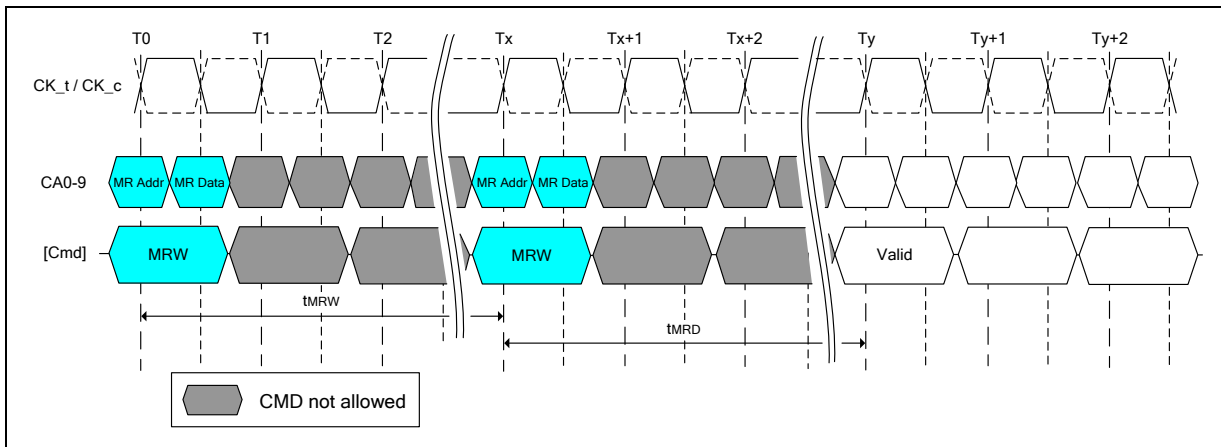 T0 T1 T2 Tx Tx+1 Tx+2 Ty Ty+1 Ty+2
CK_t / CK_c
CA0-9 MR Addr MR Data MR Addr MR Data
[Cmd] MRW MRW Valid
tMRW
tMRD
CMD not allowed